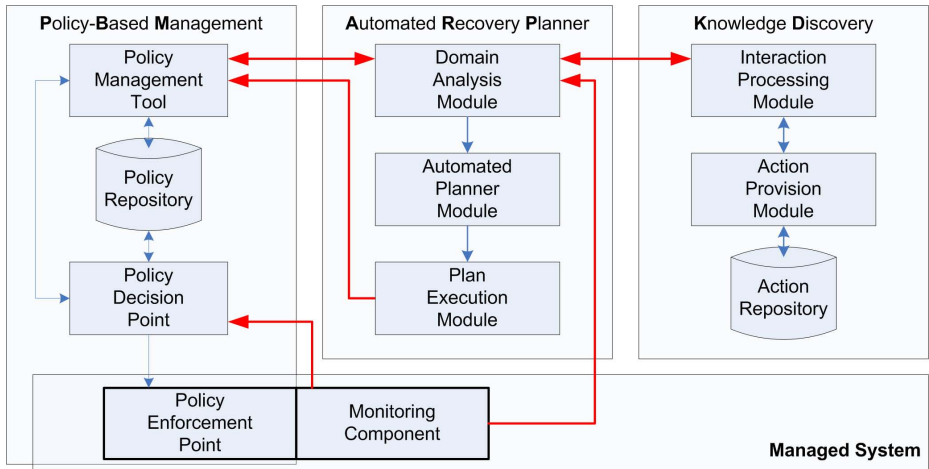 Policy-Based Management
Automated Recovery Planner
Knowledge Discovery
Policy
Management
Tool
Domain
Analysis
Module
Interaction
Processing
Module
Policy
Repository
Automated
Planner
Module
Action
Provision
Module
Policy
Decision
Point
Plan
Execution
Module
Action
Repository
Policy
Enforcement
Point
Monitoring
Component
Managed System